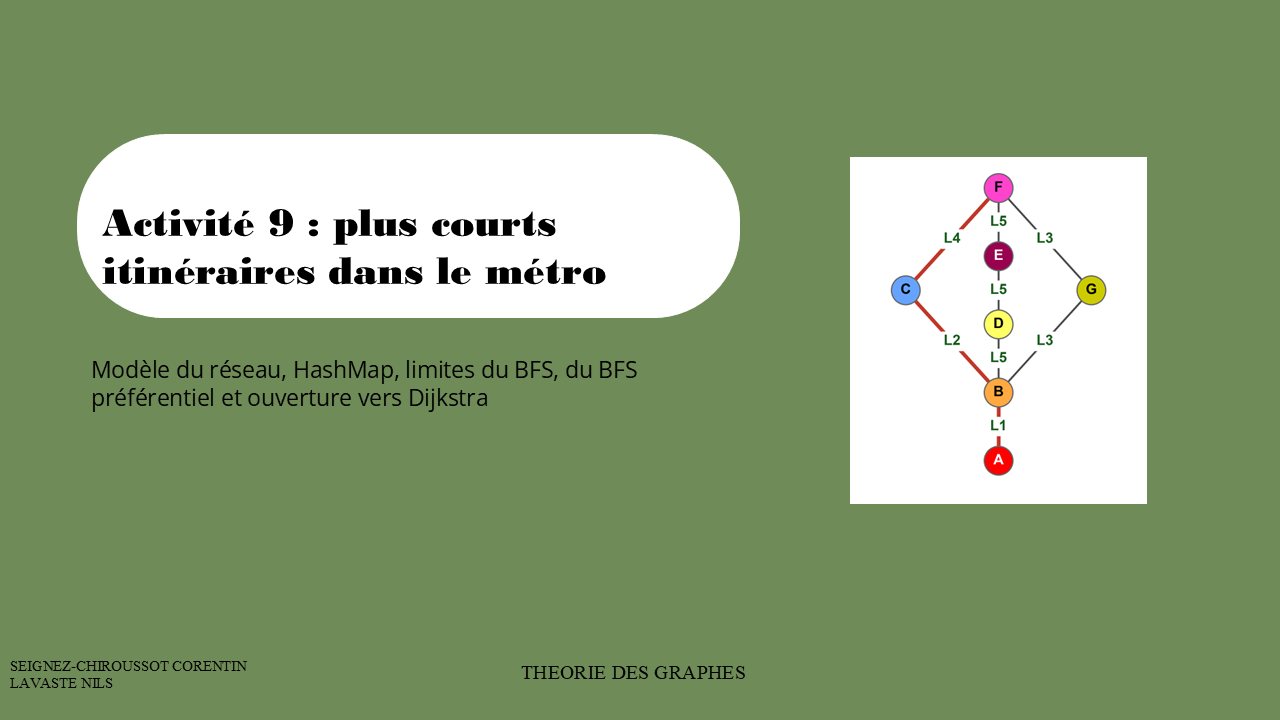 Activité 9 : plus courts
itinéraires dans le métro
Modèle du réseau, HashMap, limites du BFS, du BFS
préférentiel et ouverture vers Dijkstra
F
L4
L5
L3
E
C
L5
G
D
L2
L5
L3
B
L1
A
SEIGNEZ-CHIROUSSOT CORENTIN
LAVASTE NILS
THEORIE DES GRAPHES